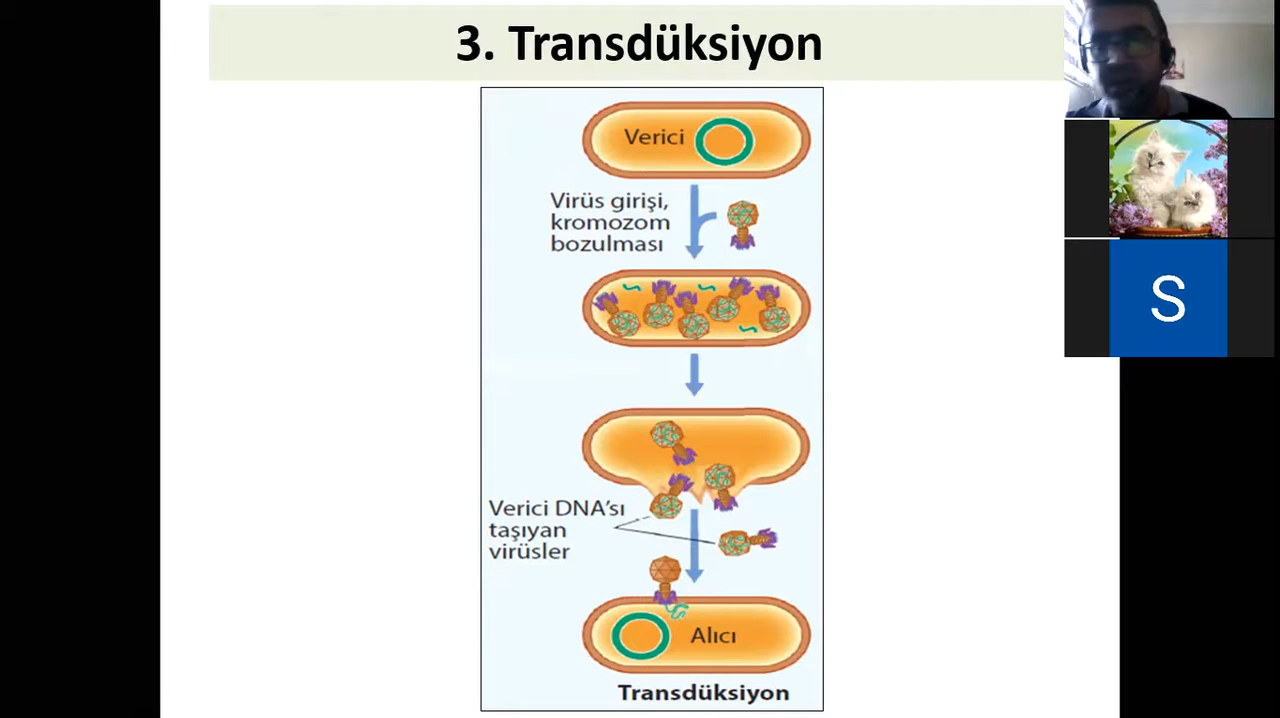 3. Transdüksiyon
Verici
Virüs girişi,
kromozom
bozulması
Verici DNA’sı
taşıyan
virüsler
Alıcı
Transdüksiyon
S